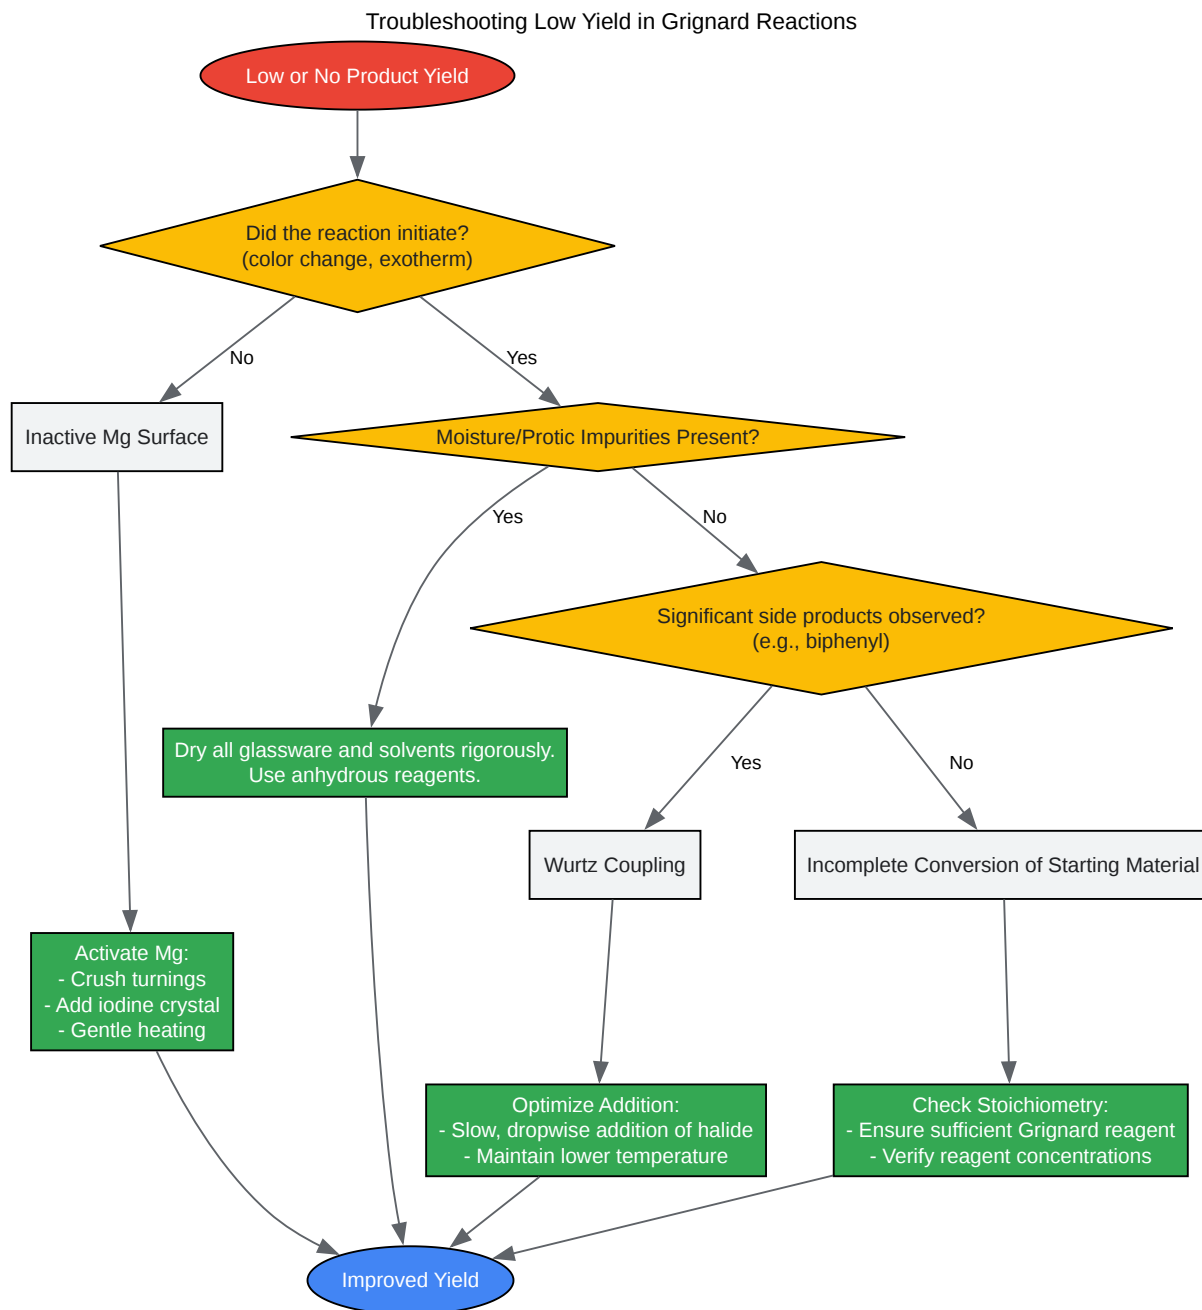 Troubleshooting Low Yield in Grignard Reactions
Low or No Product Yield
Did the reaction initiate?
(color change, exotherm)
No
Yes
Inactive Mg Surface
Moisture/Protic Impurities Present?
Yes
No
Significant side products observed?
(e.g., biphenyl)
Dry all glassware and solvents rigorously.
Use anhydrous reagents.
Yes
No
Wurtz Coupling
Incomplete Conversion of Starting Material
Activate Mg:
- Crush turnings
- Add iodine crystal
- Gentle heating
Optimize Addition:
- Slow, dropwise addition of halide
- Maintain lower temperature
Check Stoichiometry:
- Ensure sufficient Grignard reagent
- Verify reagent concentrations
Improved Yield